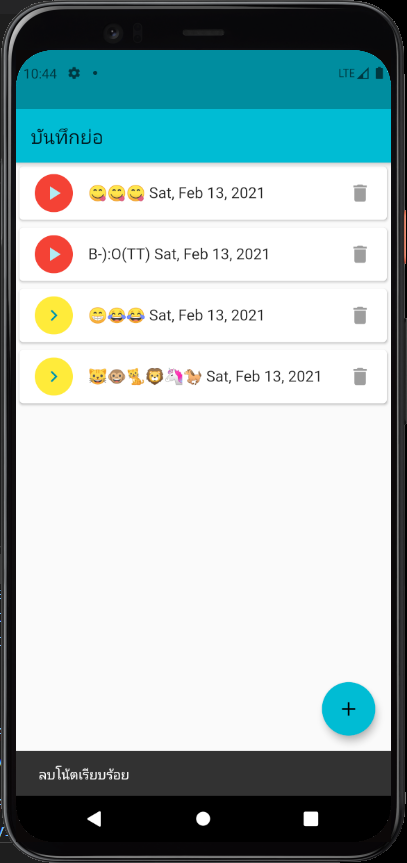 10:44 LTE
บันทึกย่อ
😋😋😋 Sat, Feb 13, 2021
B-):O(TT) Sat, Feb 13, 2021
😁😂😂 Sat, Feb 13, 2021
😺🐵🐈🦁🦄🐎 Sat, Feb 13, 2021
ลบโน้ตเรียบร้อย